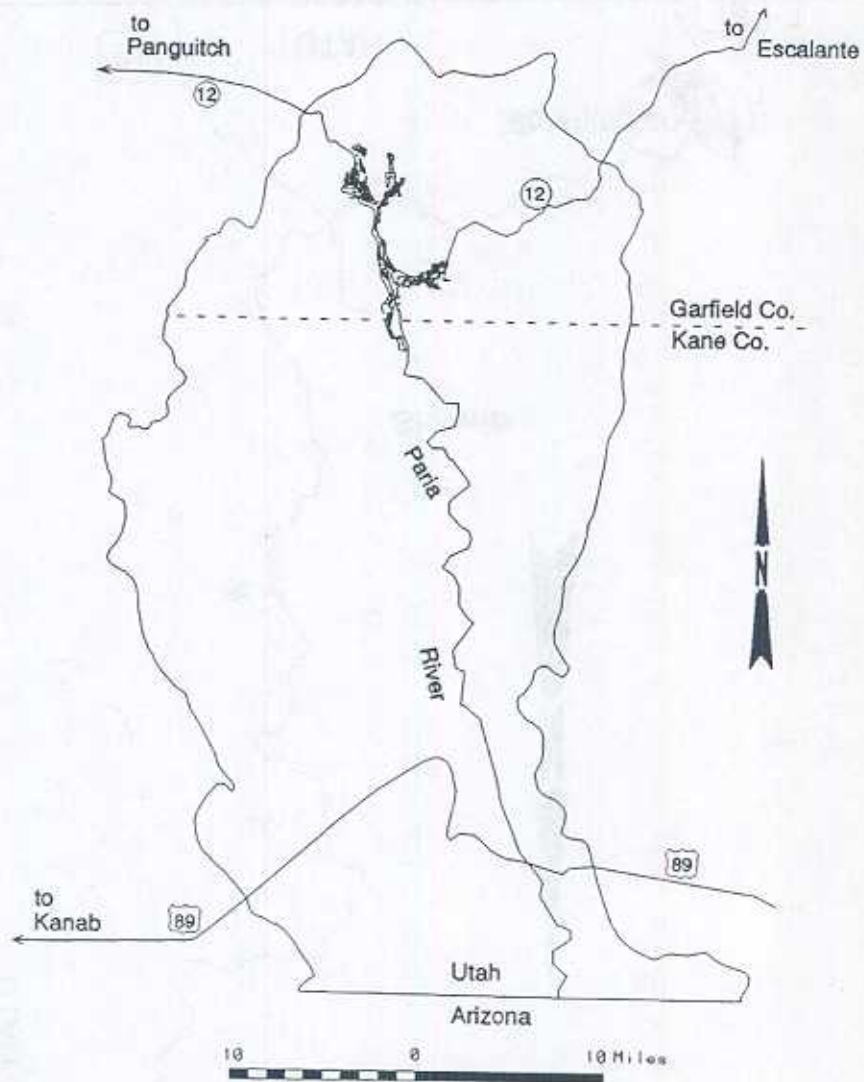 to
Panguitch
to
Escalante
12
12
Garfield Co.
Kane Co.
Paria
River
N
89
to
Kanab
89
Utah
Arizona
10 0 10 Miles